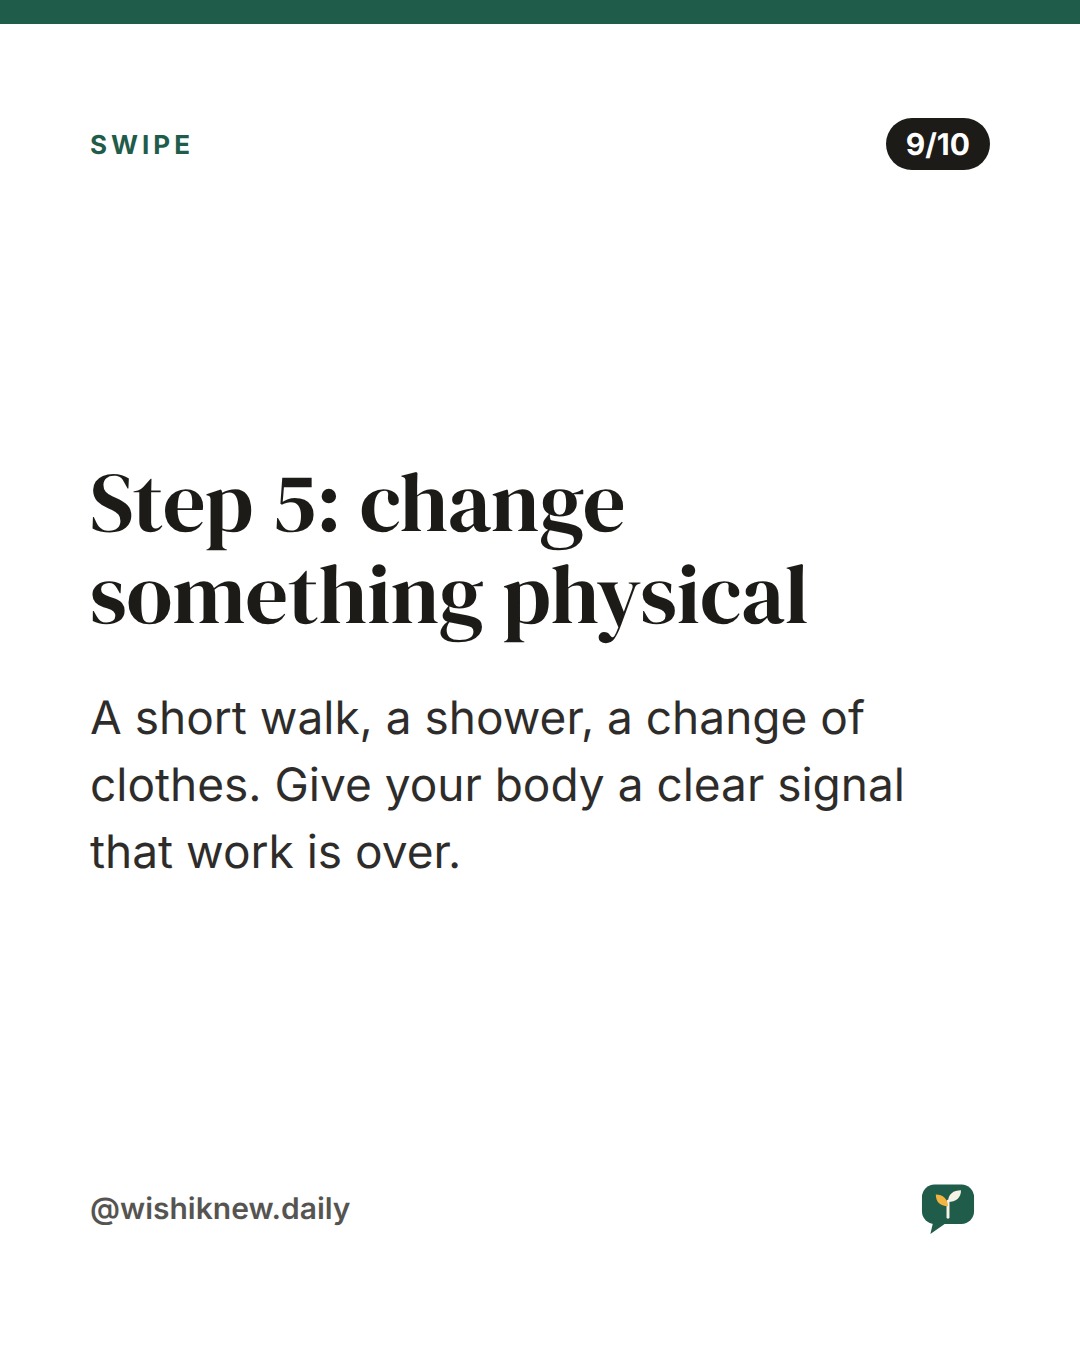 SWIPE
9/10
Step 5: change
something physical
A short walk, a shower, a change of
clothes. Give your body a clear signal
that work is over.
@wishiknew.daily